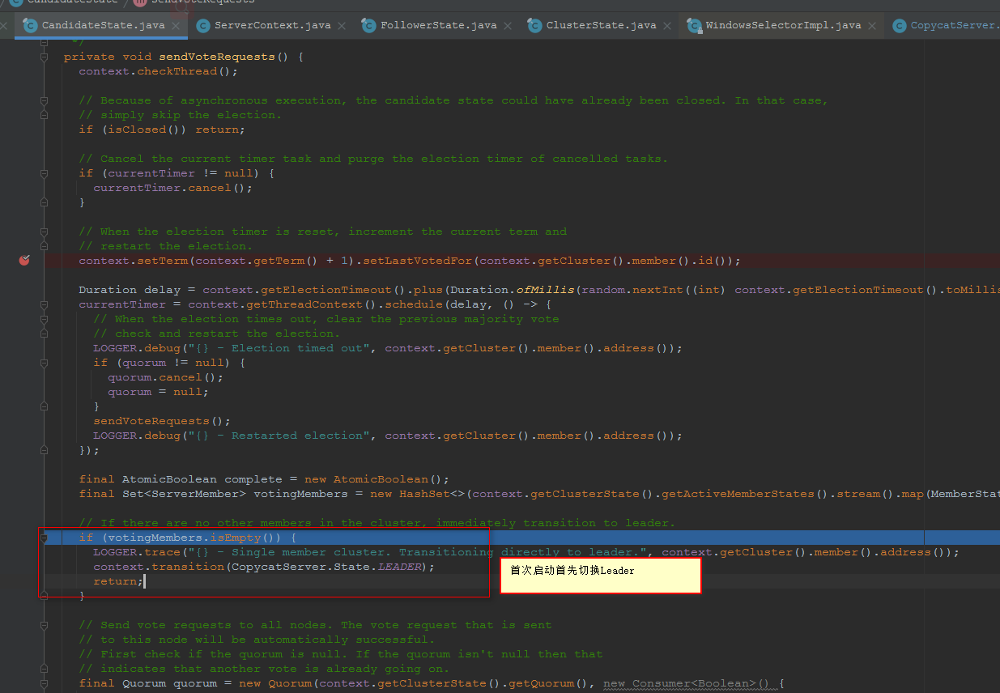 CandidateState / sendVoteRequests
CandidateState.java ServerContext.java FollowerState.java ClusterState.java WindowsSelectorImpl.java CopycatServer.
*/
private void sendVoteRequests() {
context.checkThread();
// Because of asynchronous execution, the candidate state could have already been closed. In that case,
// simply skip the election.
if (isClosed()) return;
// Cancel the current timer task and purge the election timer of cancelled tasks.
if (currentTimer != null) {
currentTimer.cancel();
}
// When the election timer is reset, increment the current term and
// restart the election.
context.setTerm(context.getTerm() + 1).setLastVotedFor(context.getCluster().member().id());
Duration delay = context.getElectionTimeout().plus(Duration.ofMillis(random.nextInt((int) context.getElectionTimeout().toMillis
currentTimer = context.getThreadContext().schedule(delay, () -> {
// When the election times out, clear the previous majority vote
// check and restart the election.
LOGGER.debug("{} - Election timed out", context.getCluster().member().address());
if (quorum != null) {
quorum.cancel();
quorum = null;
}
sendVoteRequests();
LOGGER.debug("{} - Restarted election", context.getCluster().member().address());
});
final AtomicBoolean complete = new AtomicBoolean();
final Set<ServerMember> votingMembers = new HashSet<>(context.getClusterState().getActiveMemberStates().stream().map(MemberStat
// If there are no other members in the cluster, immediately transition to leader.
if (votingMembers.isEmpty()) {
LOGGER.trace("{} - Single member cluster. Transitioning directly to leader.", context.getCluster().member().address());
context.transition(CopycatServer.State.LEADER);
首次启动首先切换Leader
return;
}
// Send vote requests to all nodes. The vote request that is sent
// to this node will be automatically successful.
// First check if the quorum is null. If the quorum isn't null then that
// indicates that another vote is already going on.
final Quorum quorum = new Quorum(context.getClusterState().getQuorum(), new Consumer<Boolean>() {